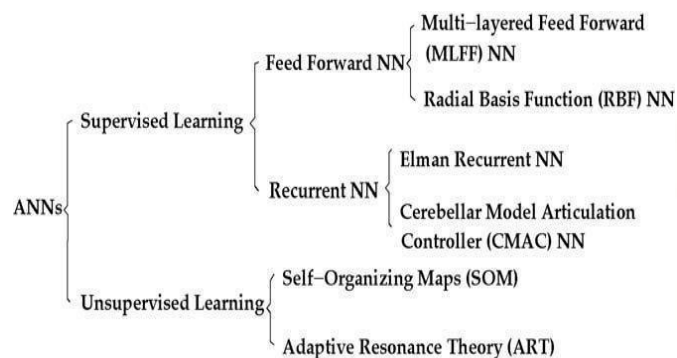 Multi-layered Feed Forward
(MLFF) NN
Feed Forward NN
Radial Basis Function (RBF) NN
Supervised Learning
Elman Recurrent NN
Recurrent NN
ANNs
Cerebellar Model Articulation
Controller (CMAC) NN
Self-Organizing Maps (SOM)
Unsupervised Learning
Adaptive Resonance Theory (ART)